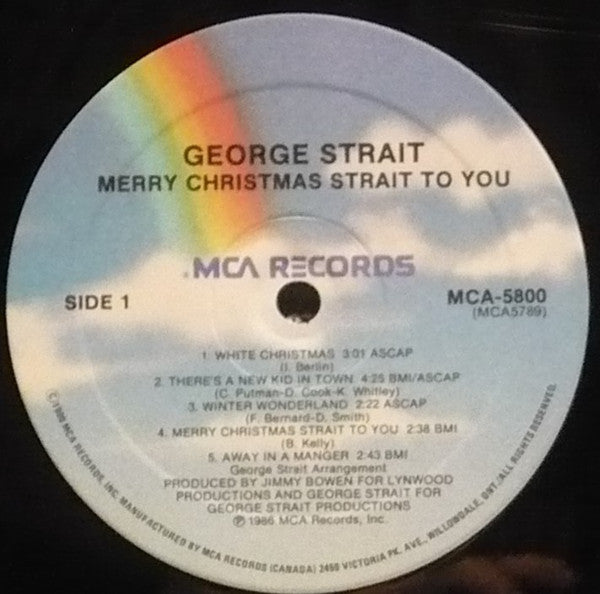 GEORGE STRAIT
MERRY CHRISTMAS STRAIT TO YOU
MCA RECORDS
SIDE 1
MCA-5800
(MCA5789)
1. WHITE CHRISTMAS 3:01 ASCAP
(I. Berlin)
2. THERE'S A NEW KID IN TOWN 4:25 BMI/ASCAP
(C. Putman-D. Cook-K. Whitley)
3. WINTER WONDERLAND 2:22 ASCAP
(F. Bernard-D. Smith)
4. MERRY CHRISTMAS STRAIT TO YOU 2:38 BMI
(B. Kelly)
5. AWAY IN A MANGER 2:43 BMI
George Strait Arrangement
PRODUCED BY JIMMY BOWEN FOR LYNWOOD
PRODUCTIONS AND GEORGE STRAIT FOR
GEORGE STRAIT PRODUCTIONS
℗ 1986 MCA Records, Inc.
©1986 MCA RECORDS, INC. MANUFACTURED BY MCA RECORDS (CANADA) 2450 VICTORIA PK. AVE., WILLOWDALE, ONT./ALL RIGHTS RESERVED.